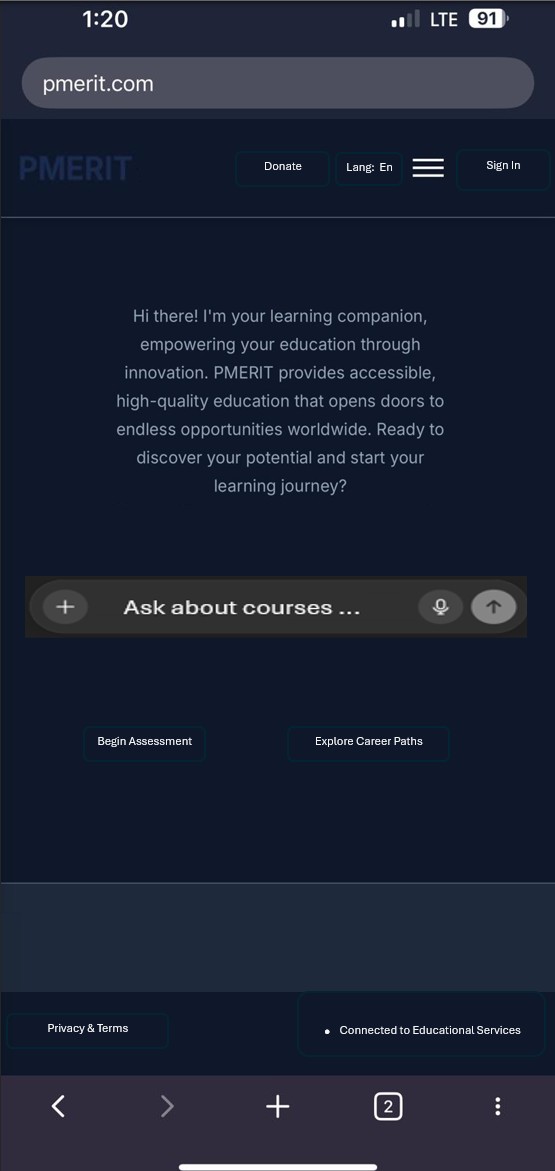 1:20 LTE 91
pmerit.com
PMERIT Donate Lang: En Sign In
Hi there! I'm your learning companion,
empowering your education through
innovation. PMERIT provides accessible,
high-quality education that opens doors to
endless opportunities worldwide. Ready to
discover your potential and start your
learning journey?
Ask about courses ...
Begin Assessment Explore Career Paths
Privacy & Terms • Connected to Educational Services
2